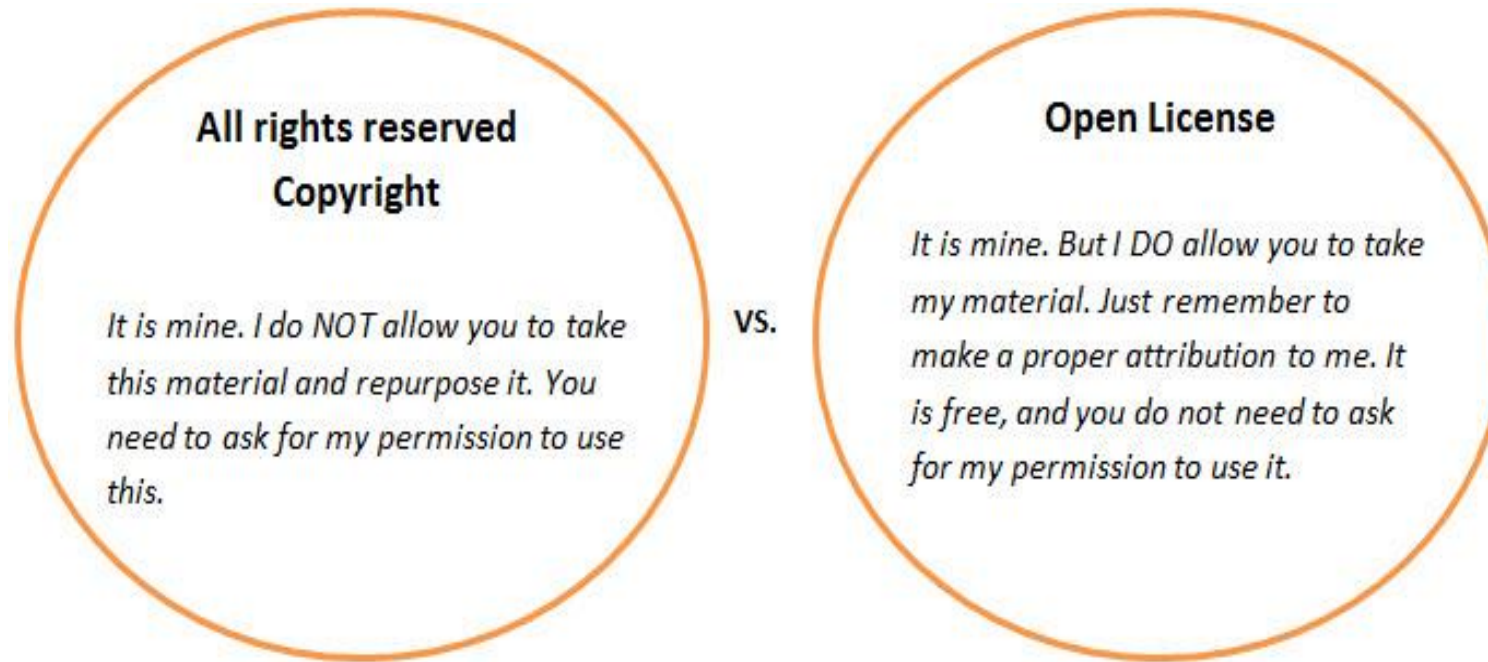 All rights reserved
Copyright
It is mine. I do NOT allow you to take
this material and repurpose it. You
need to ask for my permission to use
this.
vs.
Open License
It is mine. But I DO allow you to take
my material. Just remember to
make a proper attribution to me. It
is free, and you do not need to ask
for my permission to use it.